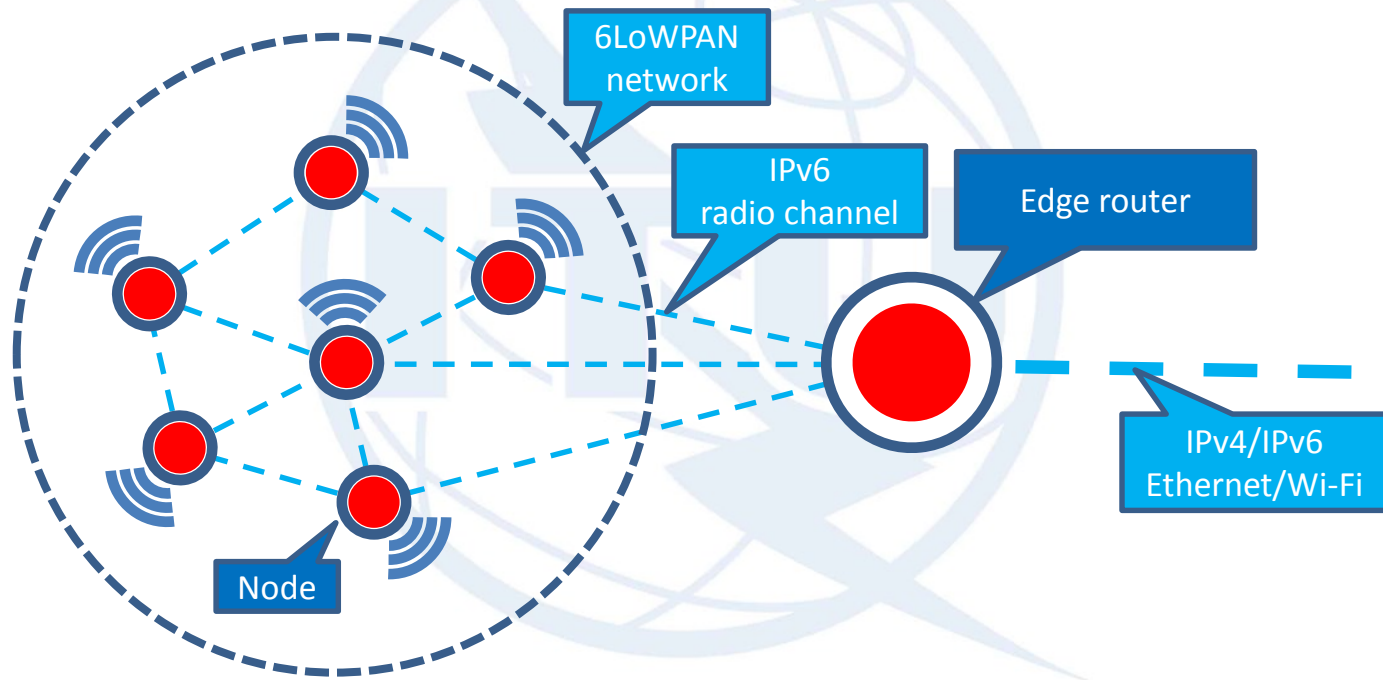 6LoWPAN
network
IPv6
radio channel
Edge router
IPv4/IPv6
Ethernet/Wi-Fi
Node